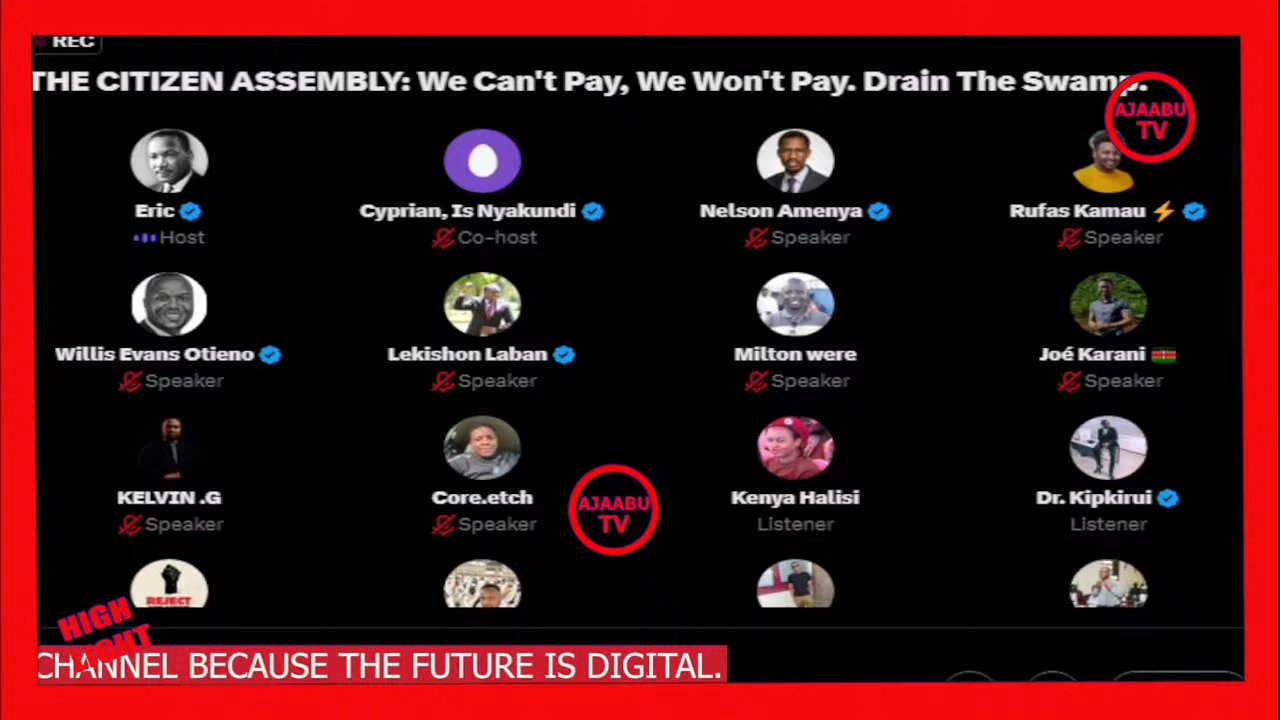 REC
THE CITIZEN ASSEMBLY: We Can't Pay, We Won't Pay. Drain The Swamp.
AJAABU
TV
Eric
Host
Cyprian, Is Nyakundi
Co-host
Nelson Amenya
Speaker
Rufas Kamau ⚡
Speaker
Willis Evans Otieno
Speaker
Lekishon Laban
Speaker
Milton were
Speaker
Joé Karani 🇰🇪
Speaker
KELVIN .G
Speaker
Core.etch
Speaker
AJAABU
TV
Kenya Halisi
Listener
Dr. Kipkirui
Listener
REJECT
HIGH
CHANNEL BECAUSE THE FUTURE IS DIGITAL.